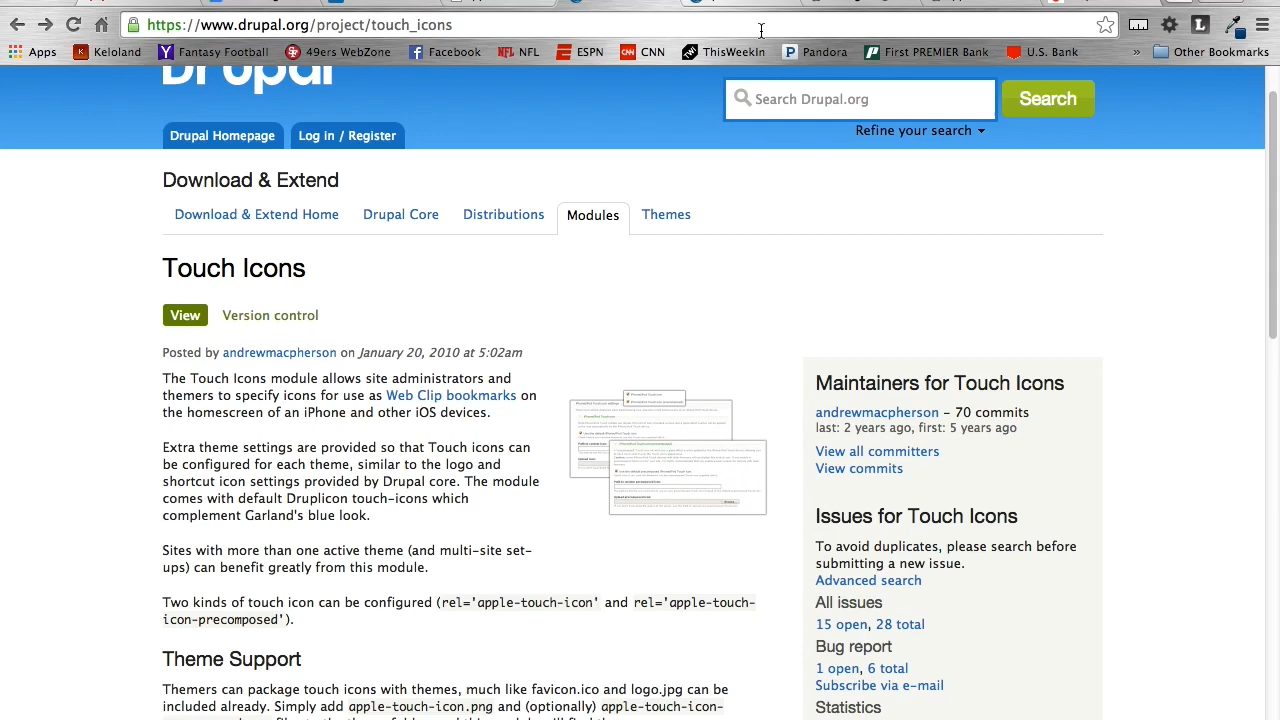 https://www.drupal.org/project/touch_icons
Apps
Keloland
Fantasy Football
49ers WebZone
Facebook
NFL
ESPN
CNN
ThisWeekIn
Pandora
First PREMIER Bank
U.S. Bank
»
Other Bookmarks
Drupal
Search Drupal.org
Search
Refine your search
Drupal Homepage
Log in / Register
Download & Extend
Download & Extend Home
Drupal Core
Distributions
Modules
Themes
Touch Icons
View
Version control
Posted by andrewmacpherson on January 20, 2010 at 5:02am
The Touch Icons module allows site administrators and
themers to specify icons for use as Web Clip bookmarks on
the homescreen of an iPhone and other iOS devices.
Extra theme settings are provided so that Touch icons can
be configured for each theme, similar to the logo and
shortcut icon settings provided by Drupal core. The module
comes with default Druplicon touch-icons which
complement Garland's blue look.
Sites with more than one active theme (and multi-site set-
ups) can benefit greatly from this module.
Two kinds of touch icon can be configured (rel='apple-touch-icon' and rel='apple-touch-
icon-precomposed').
Theme Support
Themers can package touch icons with themes, much like favicon.ico and logo.jpg can be
included already. Simply add apple-touch-icon.png and (optionally) apple-touch-icon-
Maintainers for Touch Icons
andrewmacpherson – 70 commits
last: 2 years ago, first: 5 years ago
View all committers
View commits
Issues for Touch Icons
To avoid duplicates, please search before
submitting a new issue.
Advanced search
All issues
15 open, 28 total
Bug report
1 open, 6 total
Subscribe via e-mail
Statistics